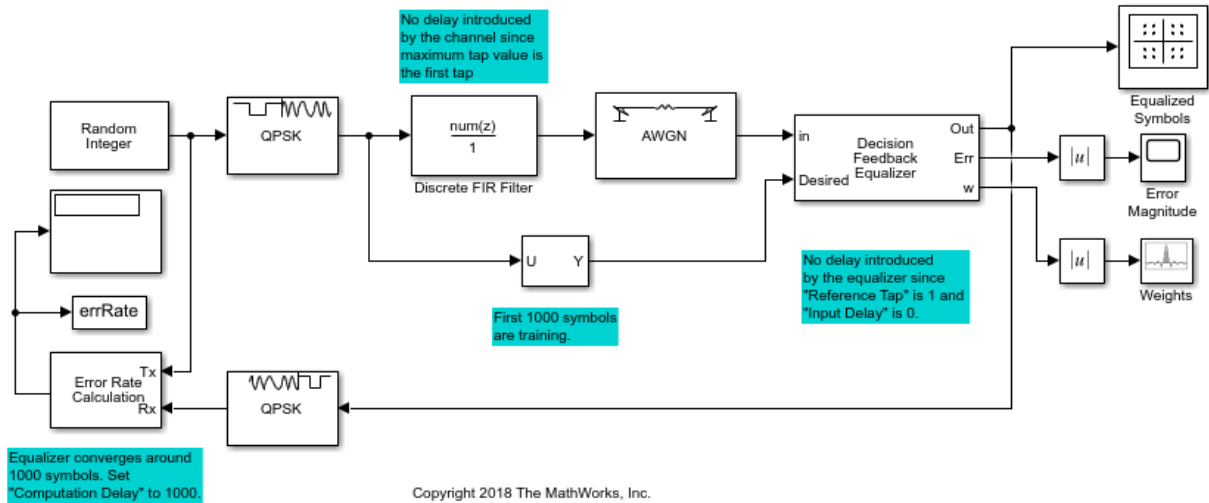 No delay introduced
by the channel since
maximum tap value is
the first tap
Random
Integer
QPSK
num(z)
1
Discrete FIR Filter
AWGN
in
Desired
Decision
Feedback
Equalizer
Out
Err
w
Equalized
Symbols
|u|
Error
Magnitude
|u|
Weights
U
Y
First 1000 symbols
are training.
No delay introduced
by the equalizer since
"Reference Tap" is 1 and
"Input Delay" is 0.
errRate
Error Rate
Calculation
Tx
Rx
QPSK
Equalizer converges around
1000 symbols. Set
"Computation Delay" to 1000.
Copyright 2018 The MathWorks, Inc.